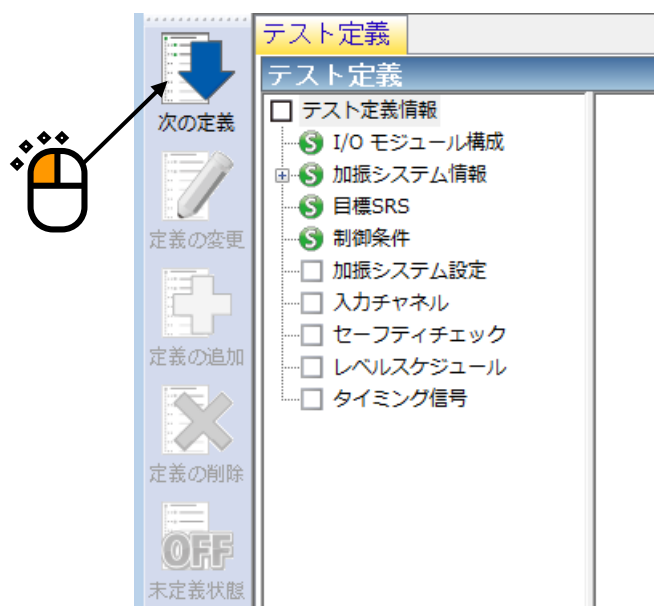 テスト定義
テスト定義
次の定義
定義の変更
定義の追加
定義の削除
OFF
未定義状態
テスト定義情報
I/O モジュール構成
加振システム情報
目標SRS
制御条件
加振システム設定
入力チャネル
セーフティチェック
レベルスケジュール
タイミング信号